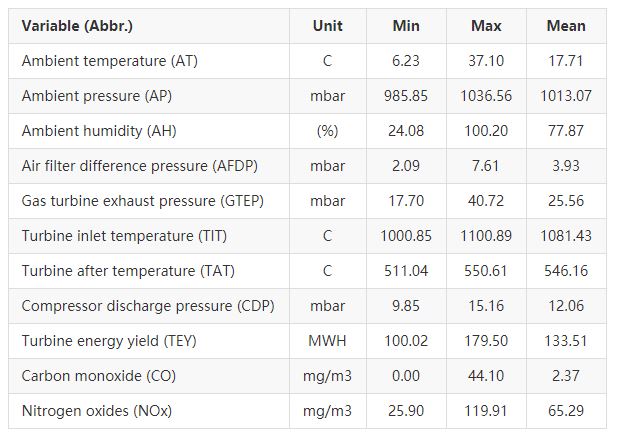 Variable (Abbr.) Unit Min Max Mean
Ambient temperature (AT) C 6.23 37.10 17.71
Ambient pressure (AP) mbar 985.85 1036.56 1013.07
Ambient humidity (AH) (%) 24.08 100.20 77.87
Air filter difference pressure (AFDP) mbar 2.09 7.61 3.93
Gas turbine exhaust pressure (GTEP) mbar 17.70 40.72 25.56
Turbine inlet temperature (TIT) C 1000.85 1100.89 1081.43
Turbine after temperature (TAT) C 511.04 550.61 546.16
Compressor discharge pressure (CDP) mbar 9.85 15.16 12.06
Turbine energy yield (TEY) MWH 100.02 179.50 133.51
Carbon monoxide (CO) mg/m3 0.00 44.10 2.37
Nitrogen oxides (NOx) mg/m3 25.90 119.91 65.29